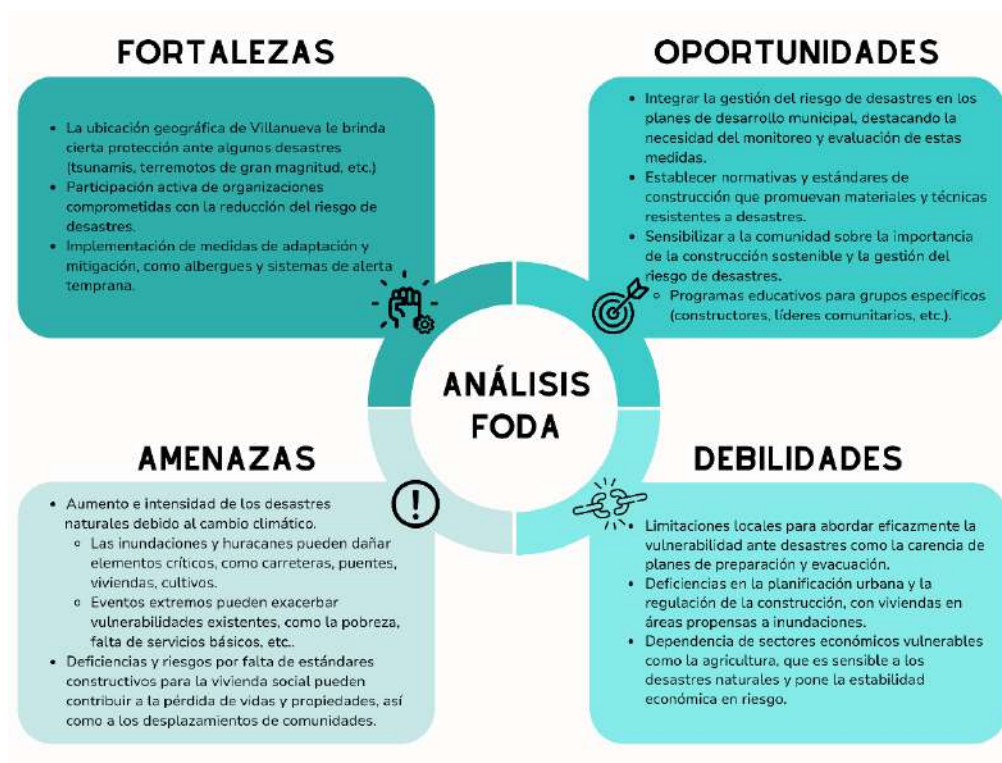 FORTALEZAS
• La ubicación geográfica de Villanueva le brinda
cierta protección ante algunos desastres
(tsunamis, terremotos de gran magnitud, etc.)
• Participación activa de organizaciones
comprometidas con la reducción del riesgo de
desastres.
• Implementación de medidas de adaptación y
mitigación, como albergues y sistemas de alerta
temprana.
OPORTUNIDADES
• Integrar la gestión del riesgo de desastres en los
planes de desarrollo municipal, destacando la
necesidad del monitoreo y evaluación de estas
medidas.
• Establecer normativas y estándares de
construcción que promuevan materiales y técnicas
resistentes a desastres.
• Sensibilizar a la comunidad sobre la importancia
de la construcción sostenible y la gestión del
riesgo de desastres.
◦ Programas educativos para grupos específicos
(constructores, líderes comunitarios, etc.).
ANÁLISIS
FODA
AMENAZAS
• Aumento e intensidad de los desastres
naturales debido al cambio climático.
◦ Las inundaciones y huracanes pueden dañar
elementos críticos, como carreteras, puentes,
viviendas, cultivos.
◦ Eventos extremos pueden exacerbar
vulnerabilidades existentes, como la pobreza,
falta de servicios básicos, etc..
• Deficiencias y riesgos por falta de estándares
constructivos para la vivienda social pueden
contribuir a la pérdida de vidas y propiedades, así
como a los desplazamientos de comunidades.
DEBILIDADES
• Limitaciones locales para abordar eficazmente la
vulnerabilidad ante desastres como la carencia de
planes de preparación y evacuación.
• Deficiencias en la planificación urbana y la
regulación de la construcción, con viviendas en
áreas propensas a inundaciones.
• Dependencia de sectores económicos vulnerables
como la agricultura, que es sensible a los
desastres naturales y pone la estabilidad
económica en riesgo.